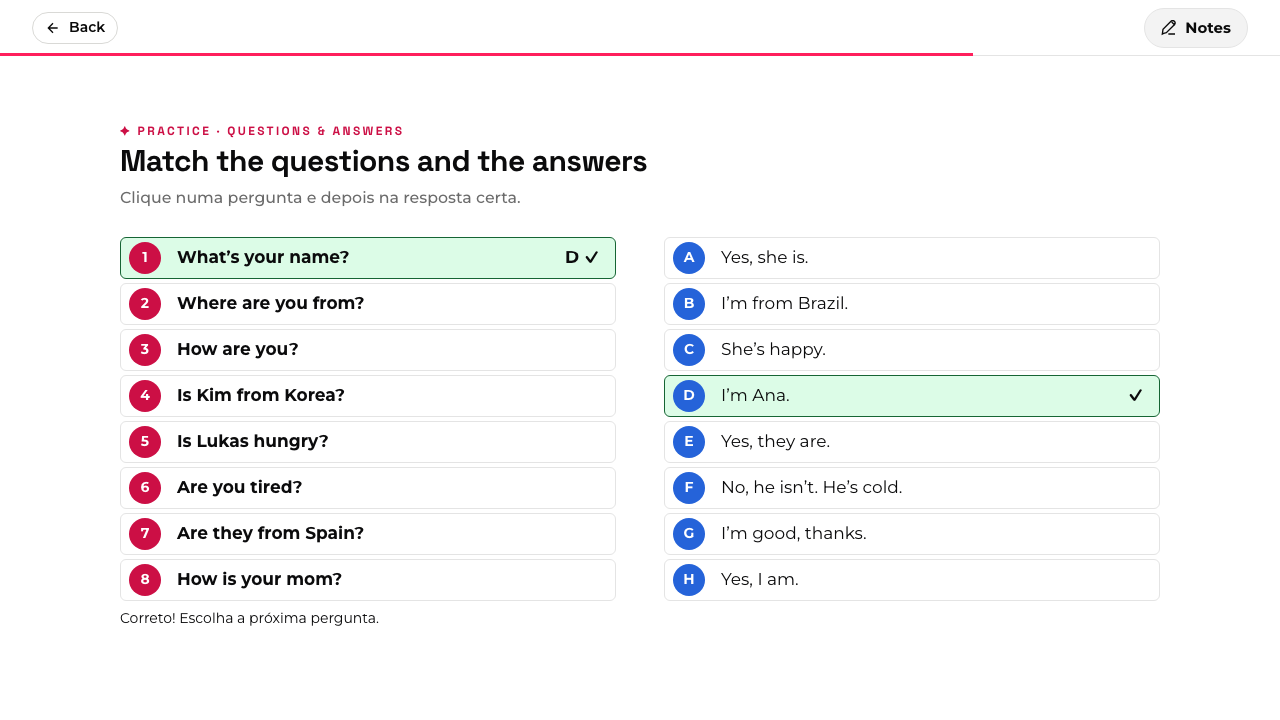 Back
Notes
PRACTICE · QUESTIONS & ANSWERS
Match the questions and the answers
Clique numa pergunta e depois na resposta certa.
1 What’s your name? D ✓
2 Where are you from?
3 How are you?
4 Is Kim from Korea?
5 Is Lukas hungry?
6 Are you tired?
7 Are they from Spain?
8 How is your mom?
A Yes, she is.
B I’m from Brazil.
C She’s happy.
D I’m Ana. ✓
E Yes, they are.
F No, he isn’t. He’s cold.
G I’m good, thanks.
H Yes, I am.
Correto! Escolha a próxima pergunta.